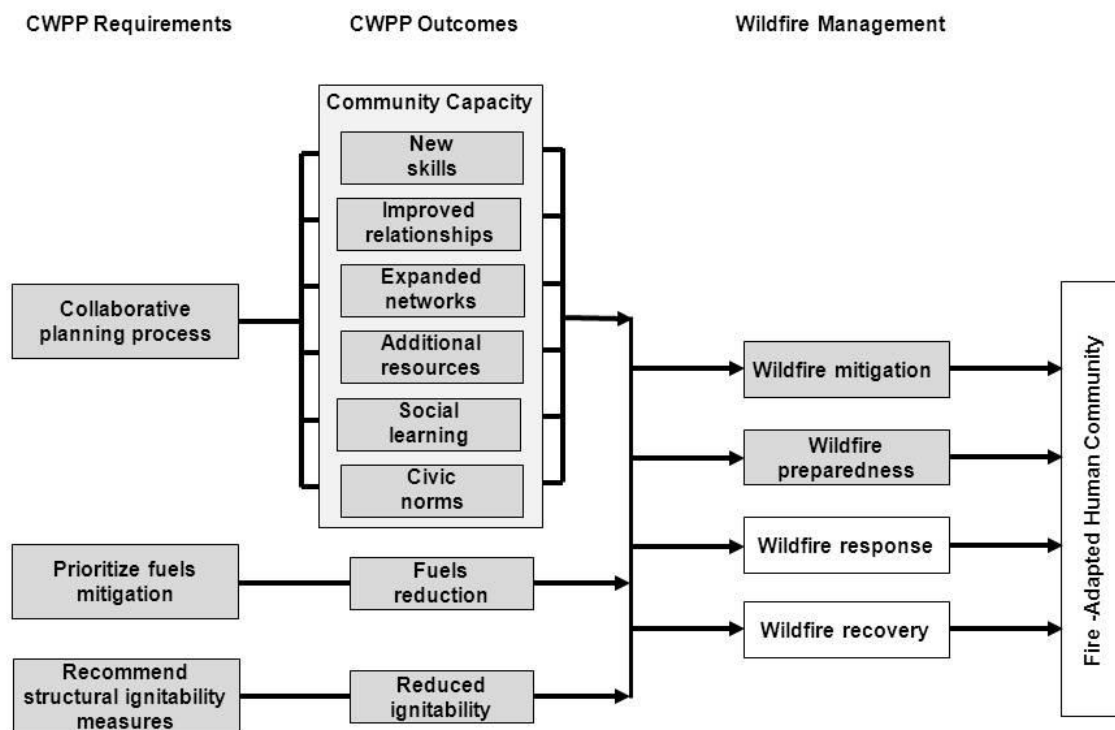 CWPP Requirements
CWPP Outcomes
Wildfire Management
Community Capacity
New
skills
Improved
relationships
Expanded
networks
Additional
resources
Social
learning
Civic
norms
Collaborative
planning process
Prioritize fuels
mitigation
Fuels
reduction
Recommend
structural ignitability
measures
Reduced
ignitability
Wildfire mitigation
Wildfire
preparedness
Wildfire response
Wildfire recovery
Fire -Adapted Human Community